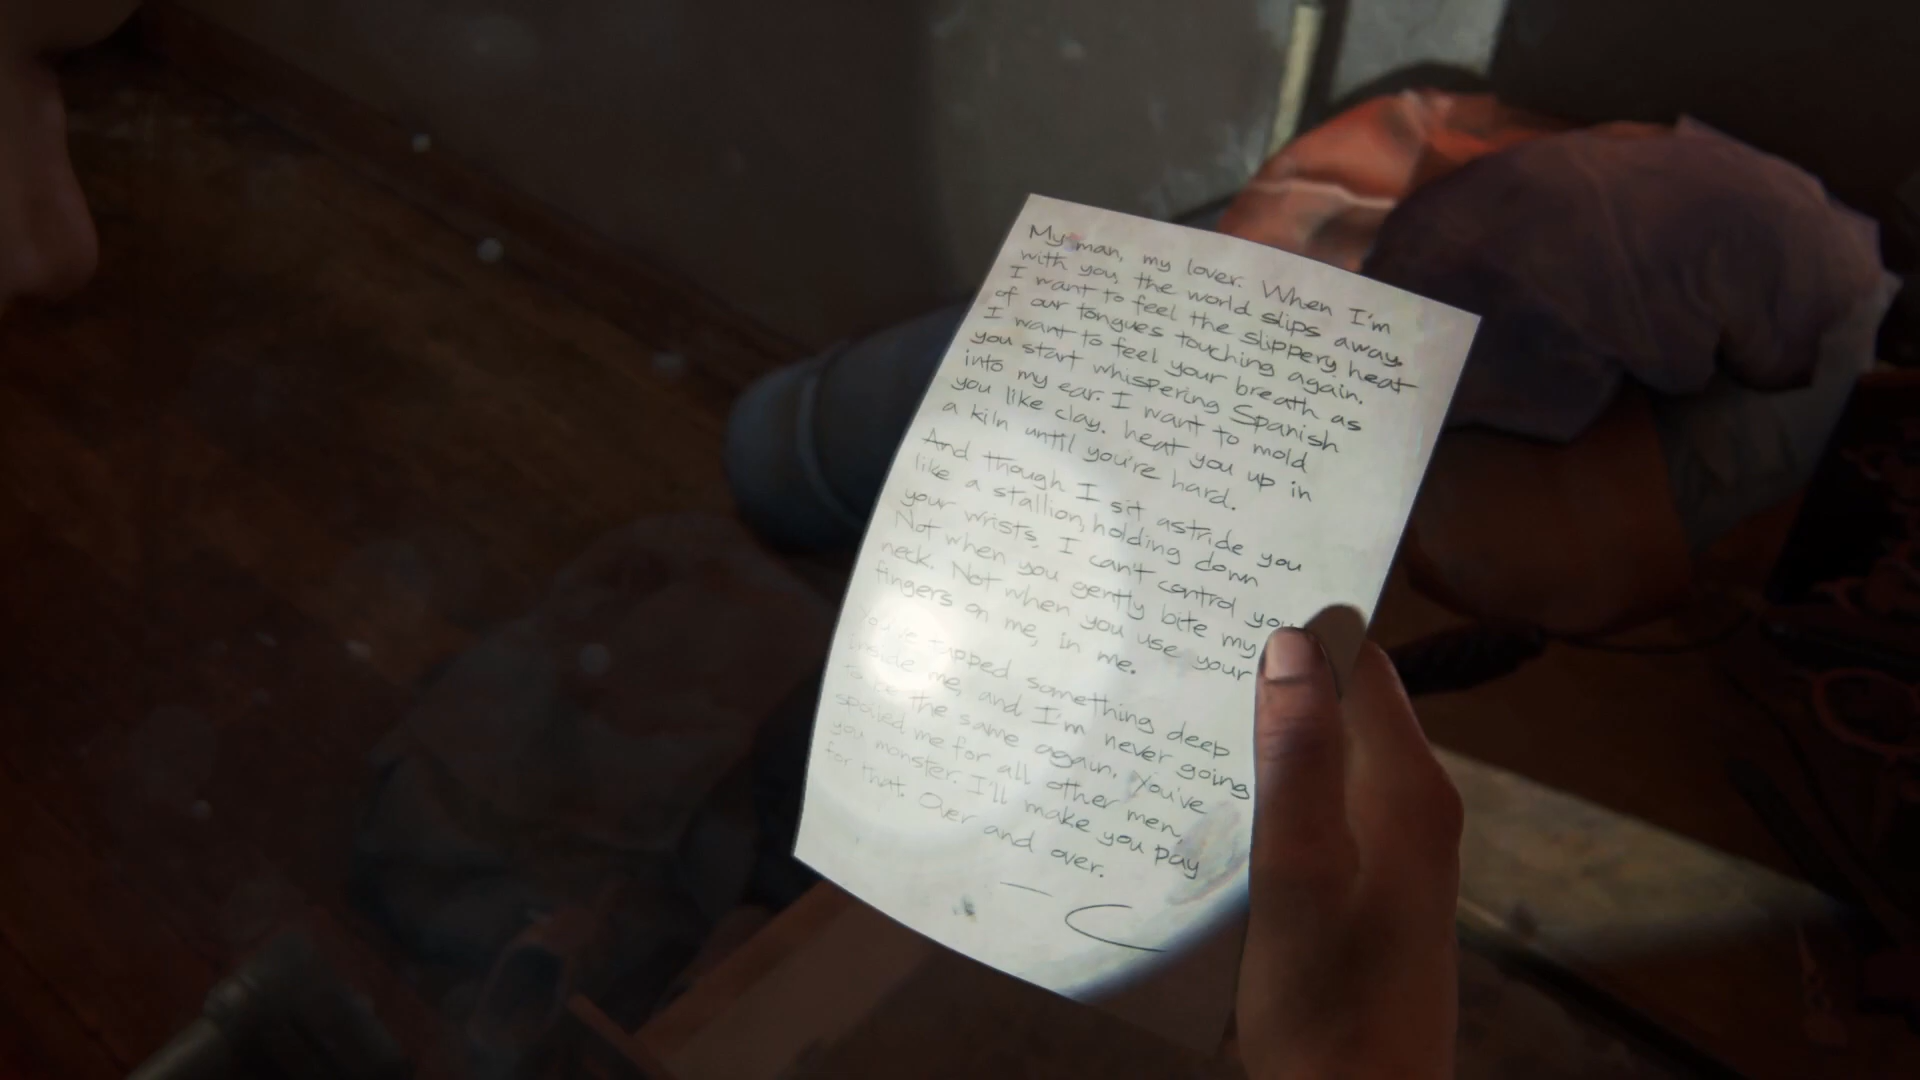 My man, my lover. When I'm
with you, the world slips away.
I want to feel the slippery heat
of our tongues touching again.
I want to feel your breath as
you start whispering Spanish
into my ear. I want to mold
you like clay. heat you up in
a kiln until you're hard.
And though I sit astride you
like a stallion, holding down
your wrists, I can't control you
Not when you gently bite my
neck. Not when you use your
fingers on me, in me.
You've tapped something deep
inside me, and I'm never going
to be the same again. You've
spoiled me for all other men,
you monster. I'll make you pay
for that. Over and over.
— C